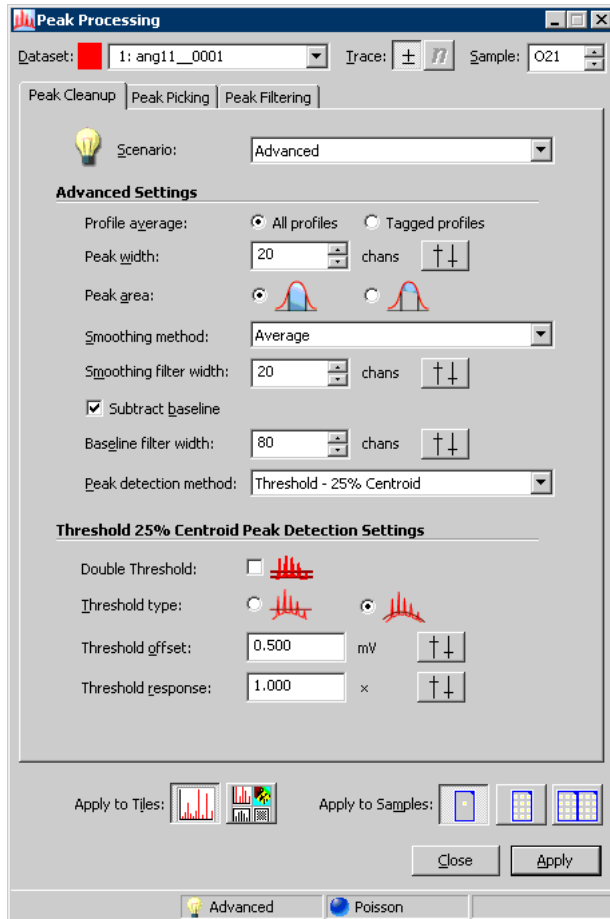 Peak Processing
Dataset: 1: ang11__0001 Trace: ± n Sample: O21
Peak Cleanup Peak Picking Peak Filtering
Scenario: Advanced
Advanced Settings
Profile average: All profiles Tagged profiles
Peak width: 20 chans
Peak area:
Smoothing method: Average
Smoothing filter width: 20 chans
Subtract baseline
Baseline filter width: 80 chans
Peak detection method: Threshold - 25% Centroid
Threshold 25% Centroid Peak Detection Settings
Double Threshold:
Threshold type:
Threshold offset: 0.500 mV
Threshold response: 1.000 x
Apply to Tiles: Apply to Samples:
Close Apply
Advanced Poisson